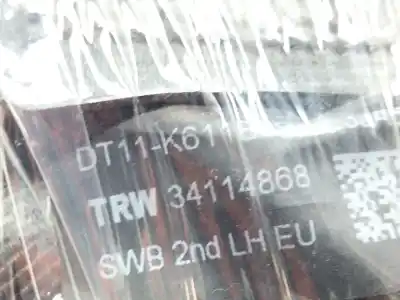 DT11-K611
TRW 34114868
SWB 2nd LH EU